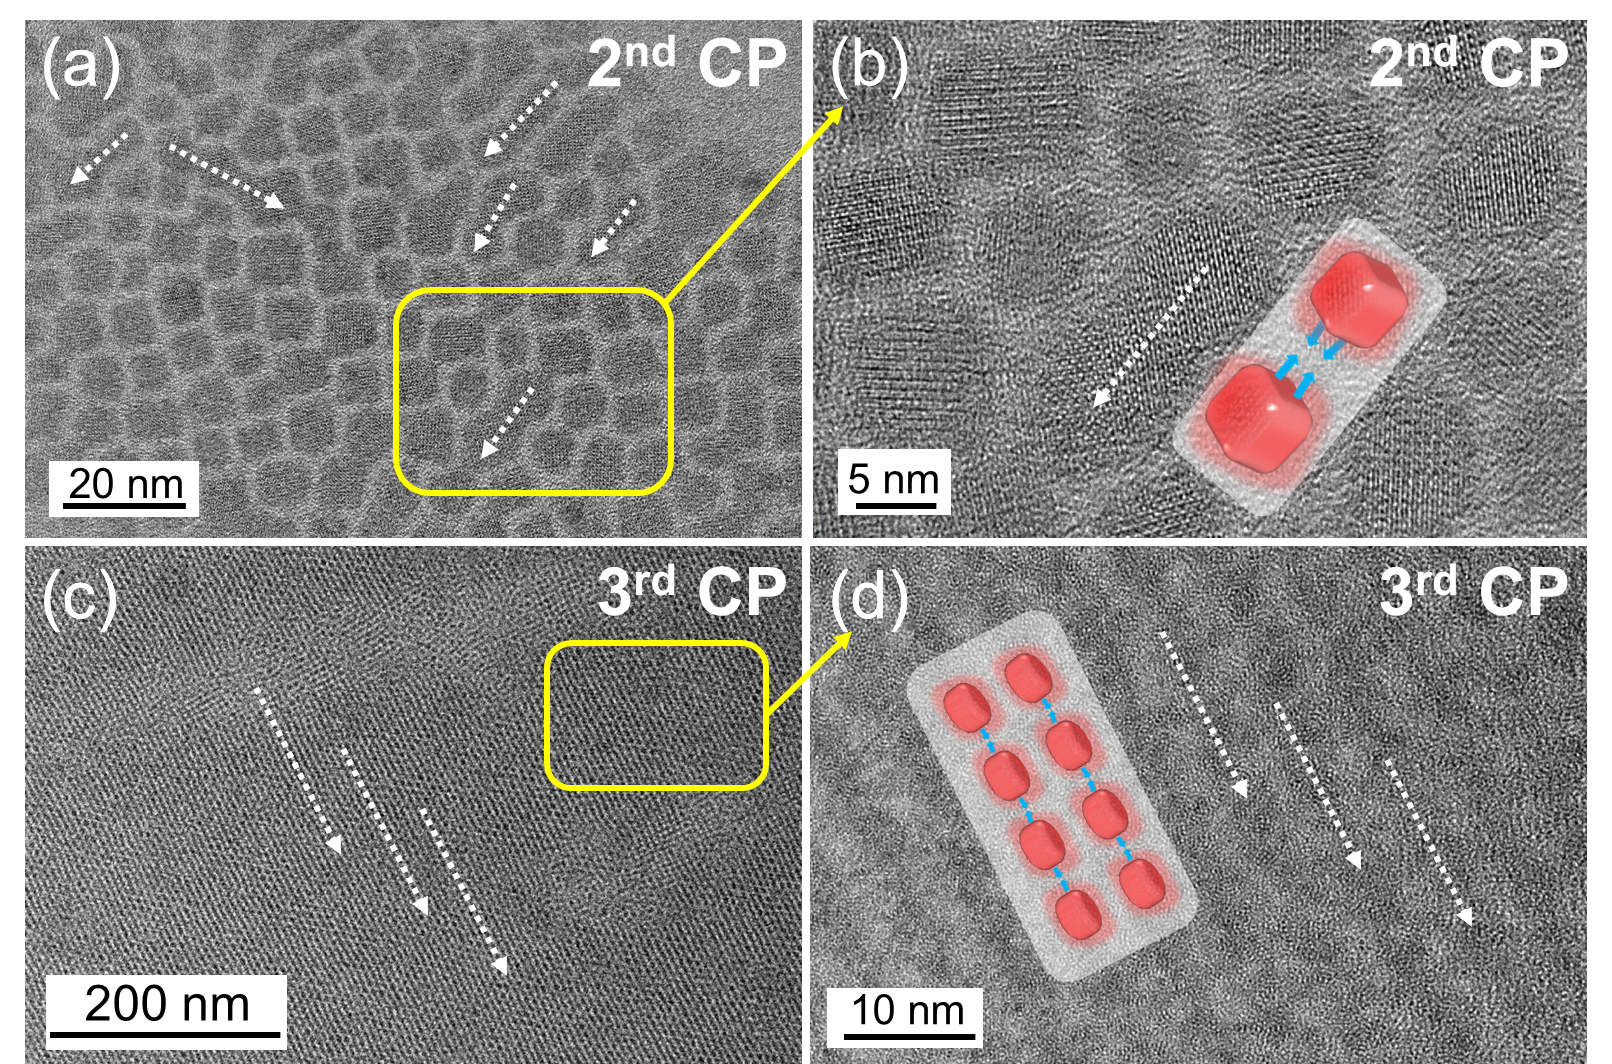 (a)
2nd CP
20 nm
(b)
2nd CP
5 nm
(c)
3rd CP
200 nm
(d)
3rd CP
10 nm